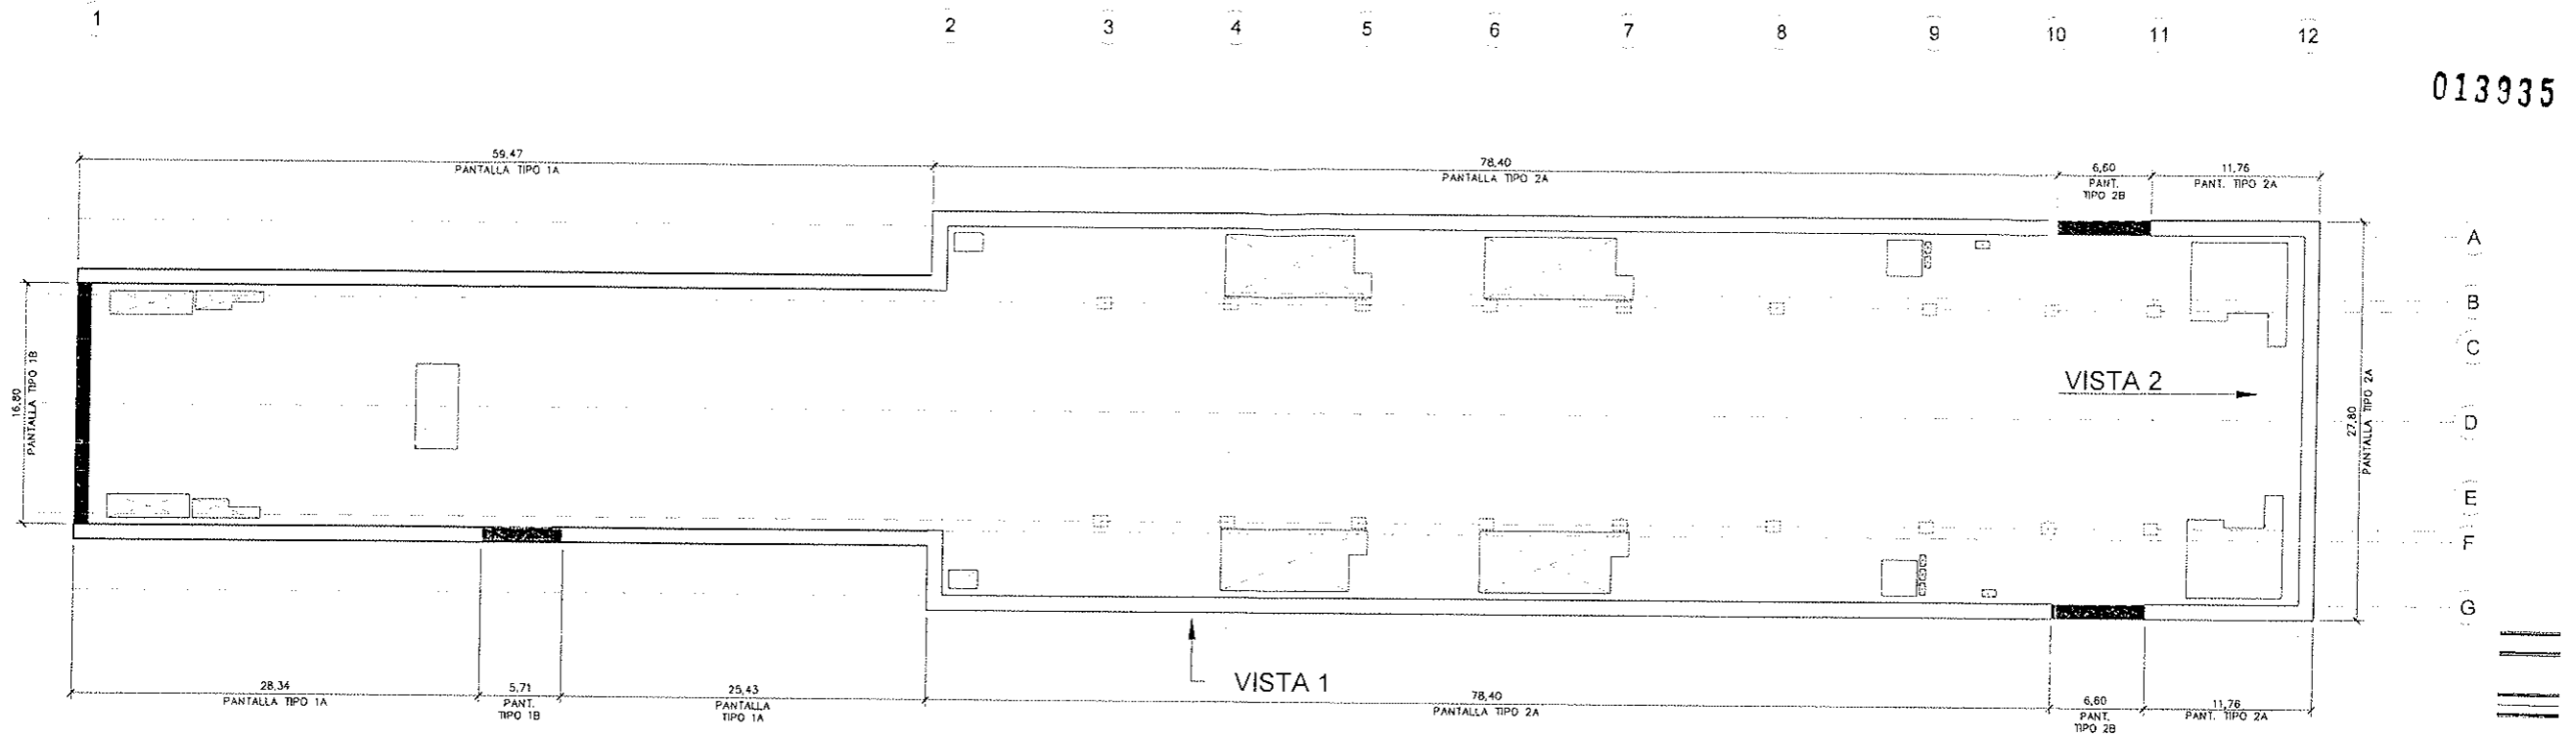 1 2 3 4 5 6 7 8 9 10 11 12
013935
59,47
PANTALLA TIPO 1A
78,40
PANTALLA TIPO 2A
6,60
PANT.
TIPO 2B
11,76
PANT. TIPO 2A
A
B
C
D
E
F
G
16,80
PANTALLA TIPO 1B
VISTA 2
27,80
PANTALLA TIPO 2A
VISTA 1
28,34
PANTALLA TIPO 1A
5,71
PANT.
TIPO 1B
25,43
PANTALLA
TIPO 1A
78,40
PANTALLA TIPO 2A
6,60
PANT.
TIPO 2B
11,76
PANT. TIPO 2A